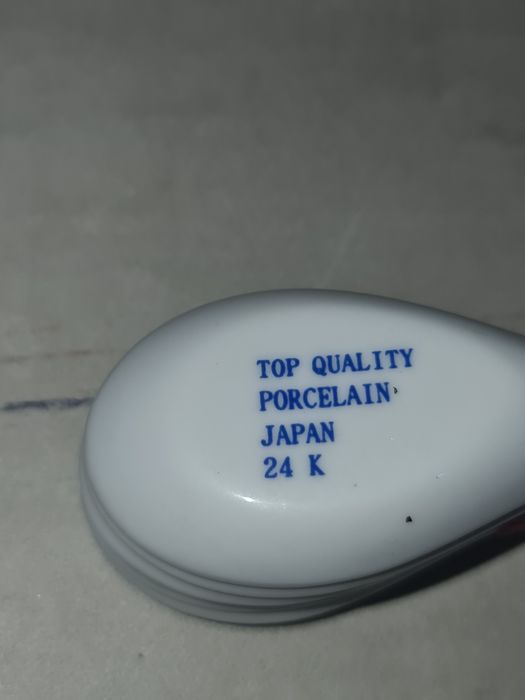 TOP QUALITY
PORCELAIN
JAPAN
24 K